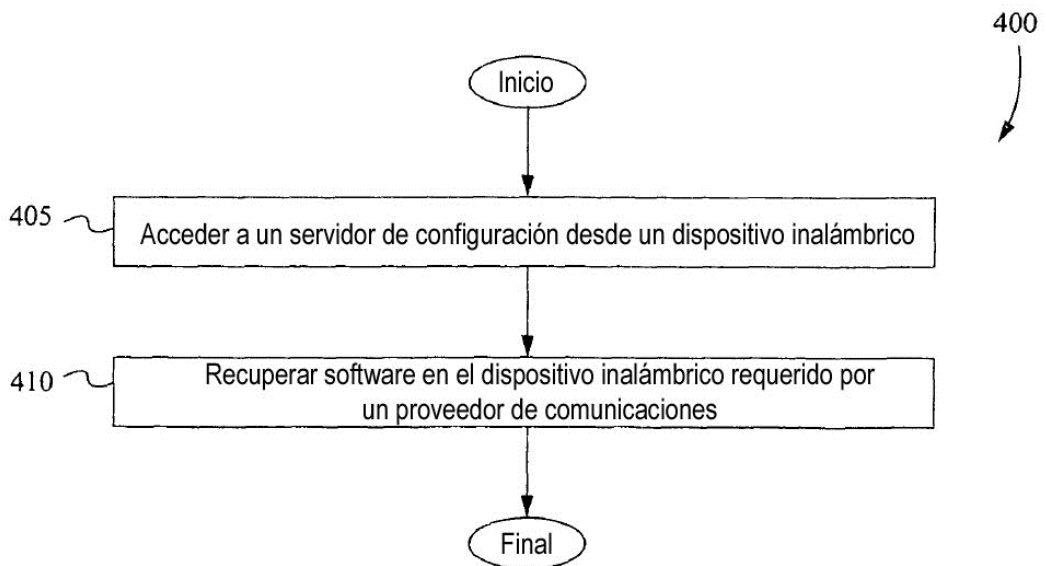 400
Inicio
405
Acceder a un servidor de configuración desde un dispositivo inalámbrico
410
Recuperar software en el dispositivo inalámbrico requerido por
un proveedor de comunicaciones
Final